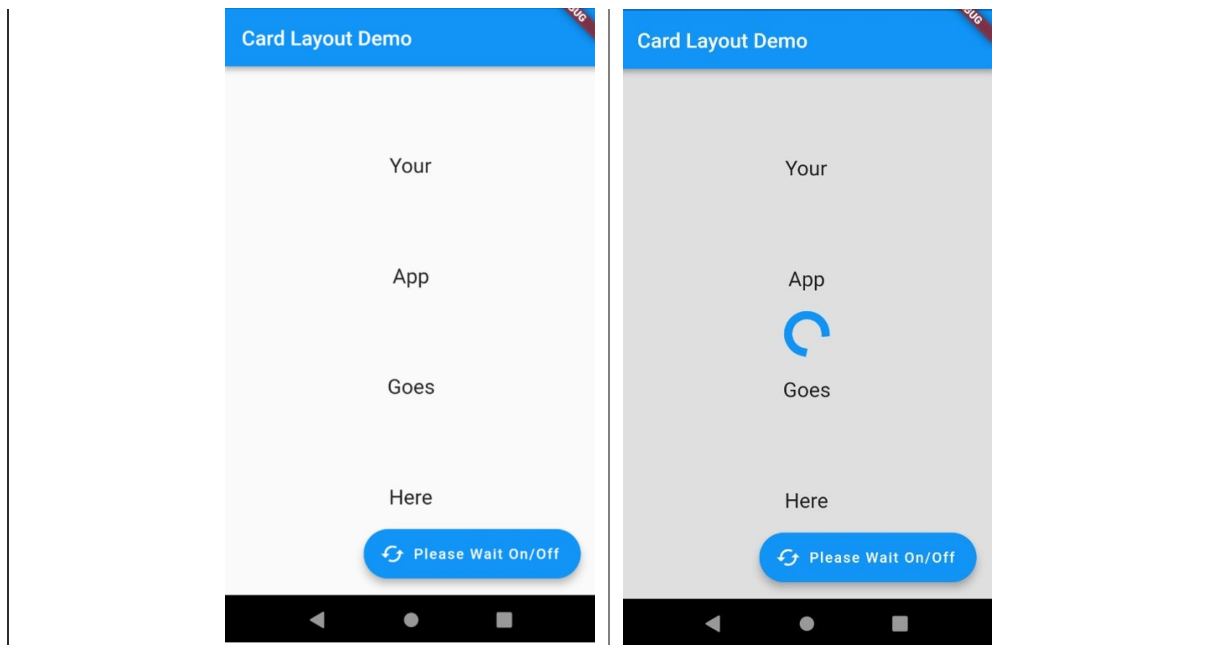 Card Layout Demo
Your
App
Goes
Here
Please Wait On/Off
Card Layout Demo
Your
App
Goes
Here
Please Wait On/Off